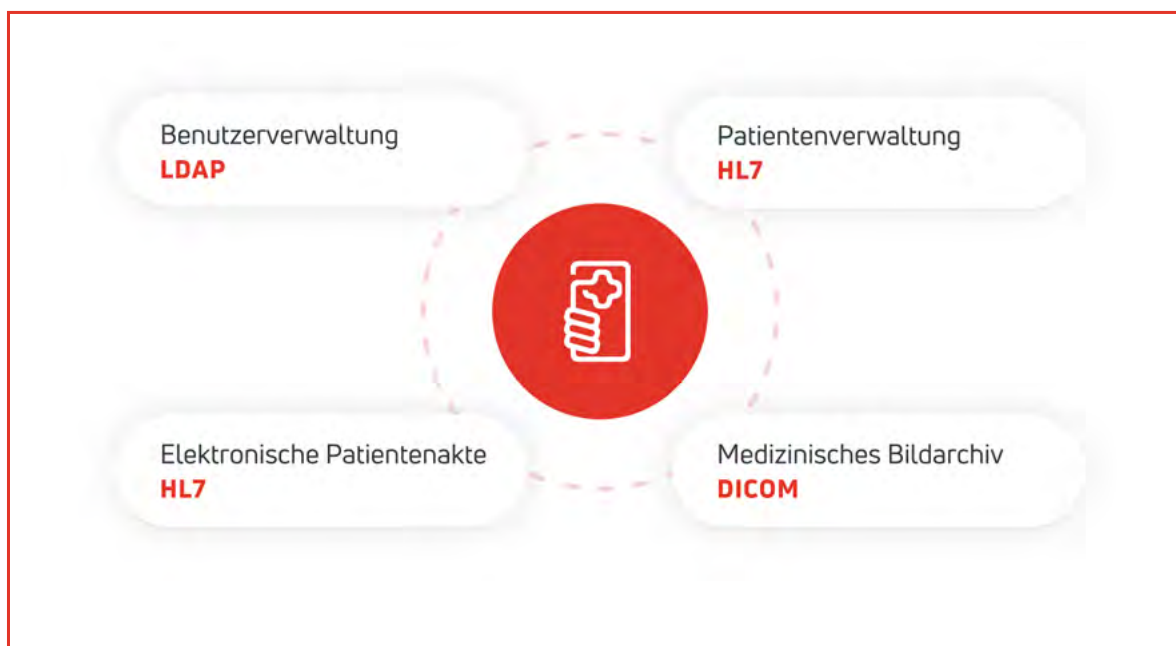 Benutzerverwaltung
LDAP
Patientenverwaltung
HL7
Elektronische Patientenakte
HL7
Medizinisches Bildarchiv
DICOM